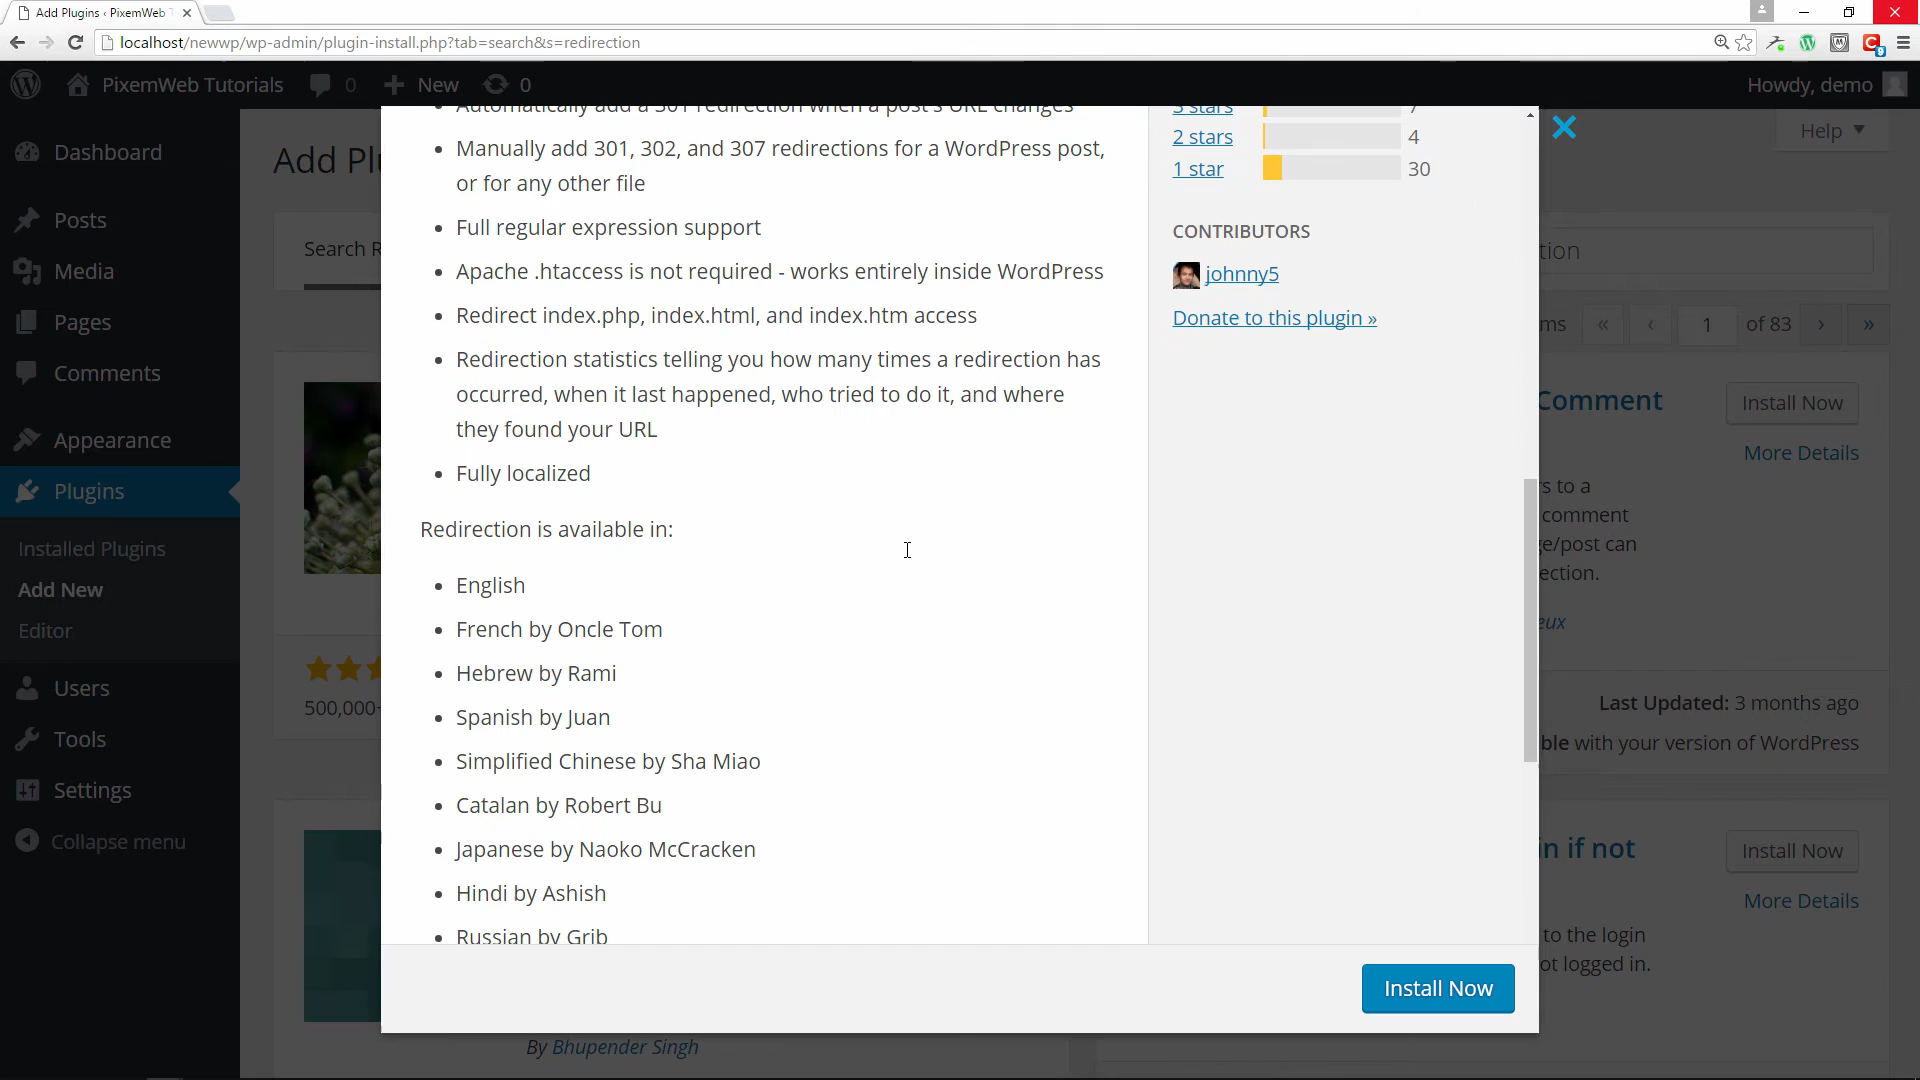 Add Plugins ‹ PixemWeb T
localhost/newwp/wp-admin/plugin-install.php?tab=search&s=redirection
PixemWeb Tutorials
0
New
0
Howdy, demo
Dashboard
Posts
Media
Pages
Comments
Appearance
Plugins
Installed Plugins
Add New
Editor
Users
Tools
Settings
Collapse menu
Add Pl
Search R
500,000+
Automatically add a 301 redirection when a post's URL changes
• Manually add 301, 302, and 307 redirections for a WordPress post,
or for any other file
• Full regular expression support
• Apache .htaccess is not required - works entirely inside WordPress
• Redirect index.php, index.html, and index.htm access
• Redirection statistics telling you how many times a redirection has
occurred, when it last happened, who tried to do it, and where
they found your URL
• Fully localized
Redirection is available in:
• English
• French by Oncle Tom
• Hebrew by Rami
• Spanish by Juan
• Simplified Chinese by Sha Miao
• Catalan by Robert Bu
• Japanese by Naoko McCracken
• Hindi by Ashish
• Russian by Grib
3 stars 7
2 stars 4
1 star 30
CONTRIBUTORS
johnny5
Donate to this plugin »
Install Now
By Bhupender Singh
Help
tion
ms « ‹ 1 of 83 › »
Comment
Install Now
More Details
rs to a
comment
ge/post can
ection.
eux
Last Updated: 3 months ago
ble with your version of WordPress
in if not
Install Now
More Details
to the login
ot logged in.